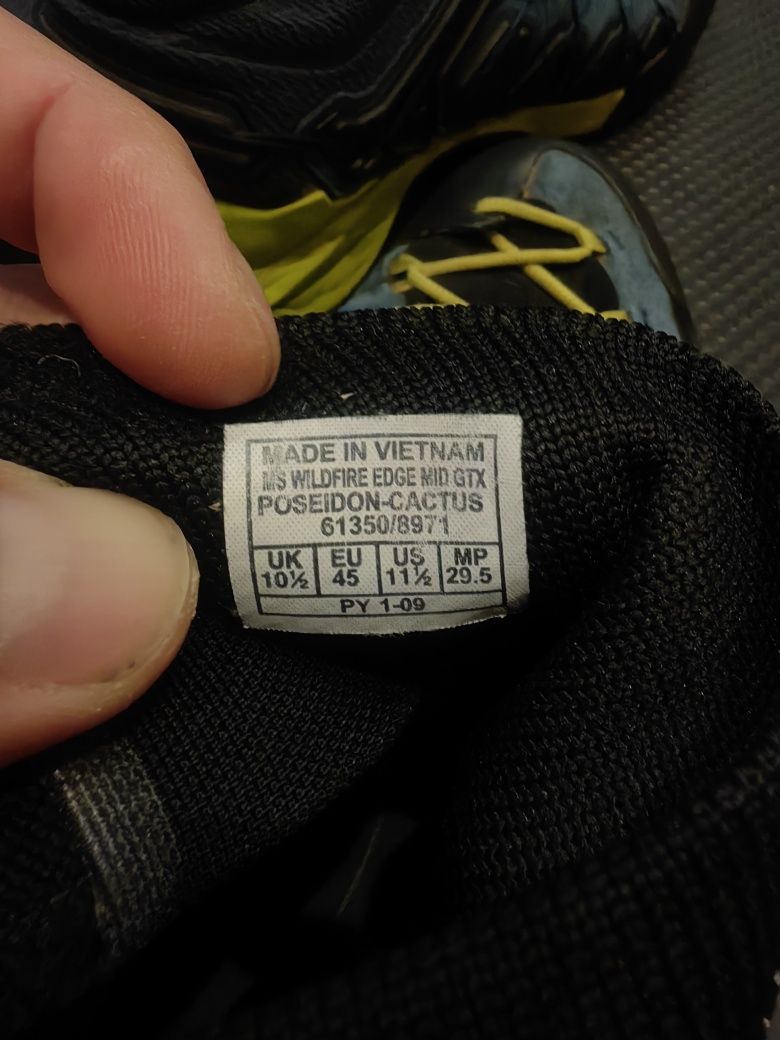 MADE IN VIETNAM
MS WILDFIRE EDGE MID GTX
POSEIDON-CACTUS
61350/8971
UK EU US MP
10½ 45 11½ 29.5
PY 1-09